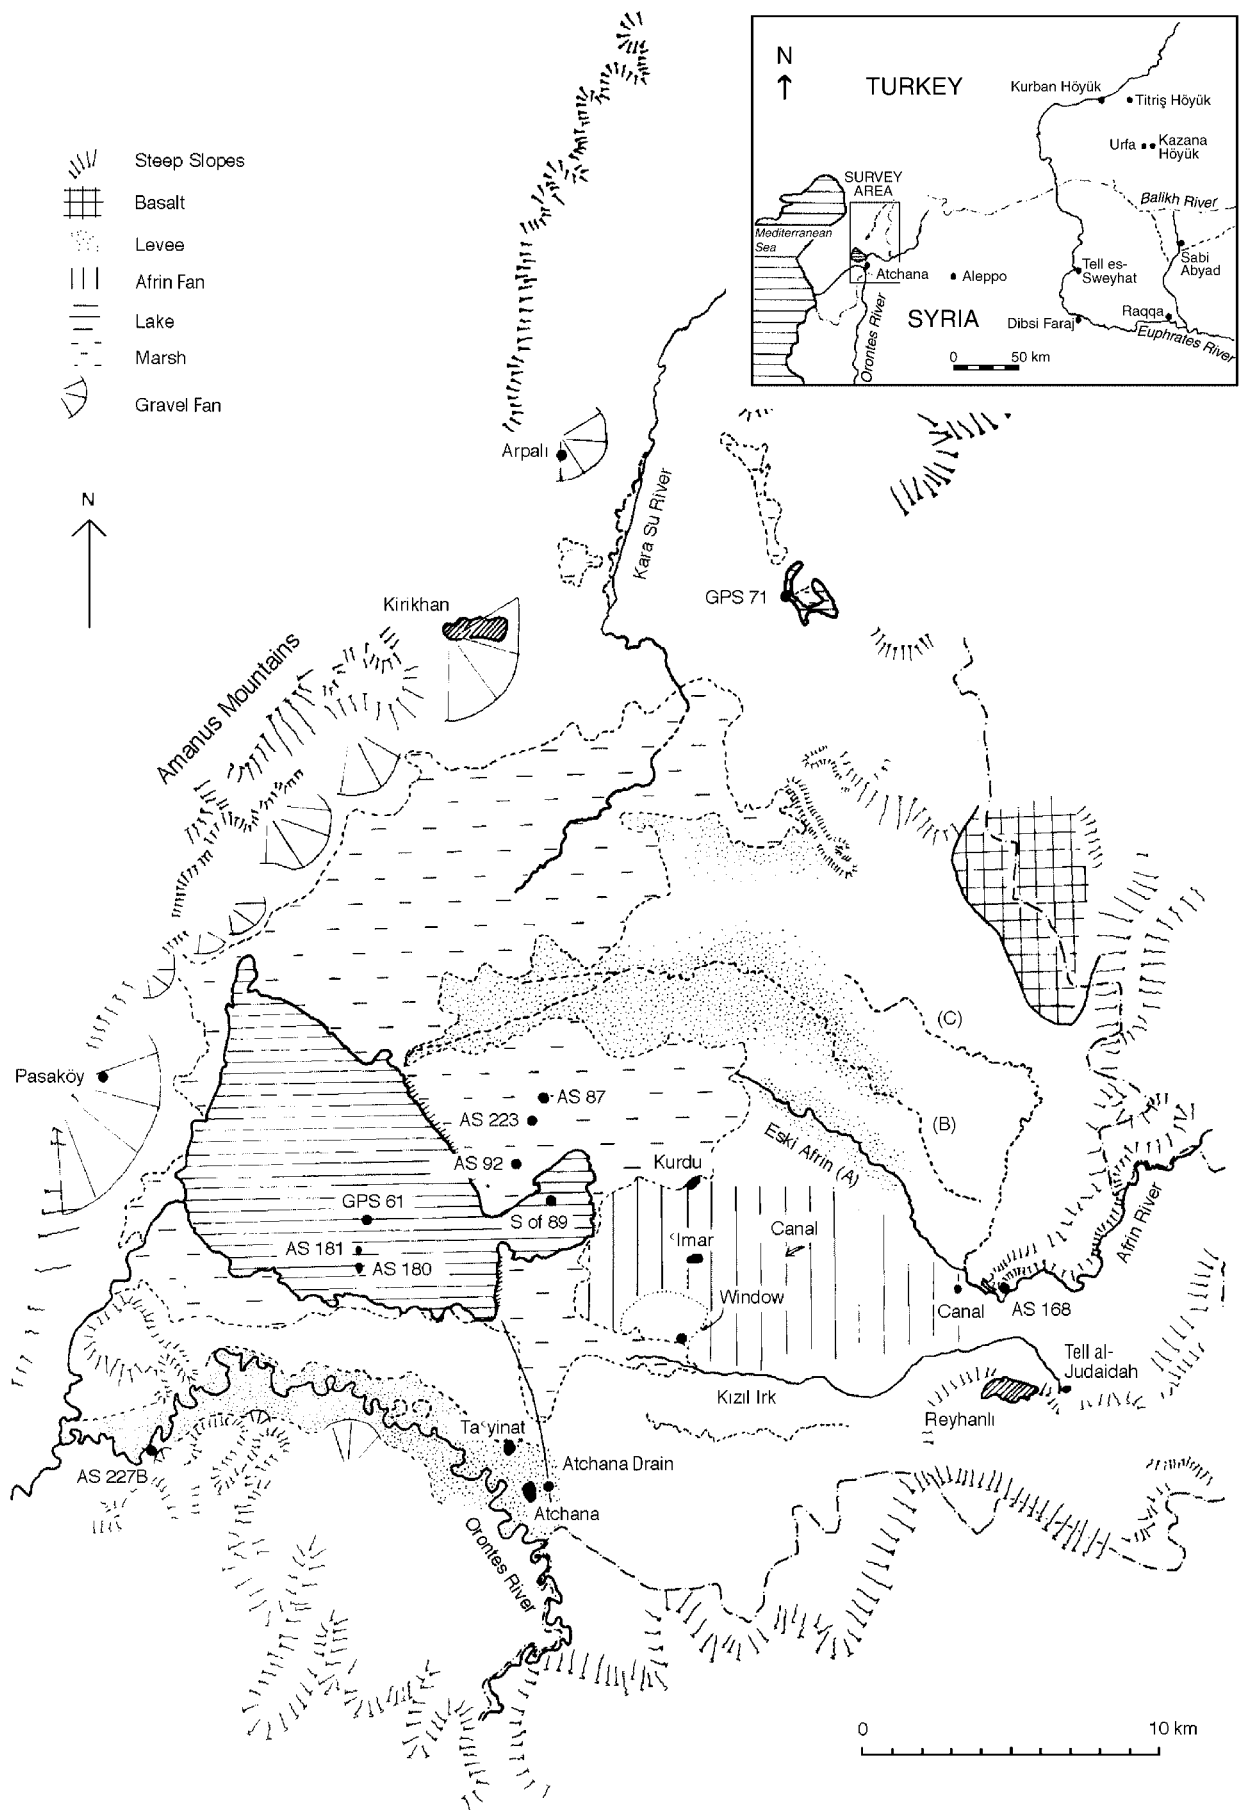 N
TURKEY
Kurban Höyük
Titriş Höyük
Urfa
Kazana
Höyük
SURVEY
AREA
Balikh River
Mediterranean
Sea
Atchana
Aleppo
Tell es-
Sweyhat
Sabi
Abyad
SYRIA
Dibsi Faraj
Raqqa
Euphrates River
Orontes River
0 50 km
Steep Slopes
Basalt
Levee
Afrin Fan
Lake
Marsh
Gravel Fan
N
Arpalı
Kara Su River
GPS 71
Kirikhan
Amanus Mountains
(C)
Pasaköy
AS 87
AS 223
(B)
Eski Afrin (A)
AS 92
Kurdu
GPS 61
S of 89
Afrin River
AS 181
ʿImar
Canal
AS 180
Window
Canal
AS 168
Tell al-
Judaidah
Kızıl Irk
Reyhanlı
Taʿyinat
AS 227B
Atchana Drain
Atchana
Orontes River
0 10 km